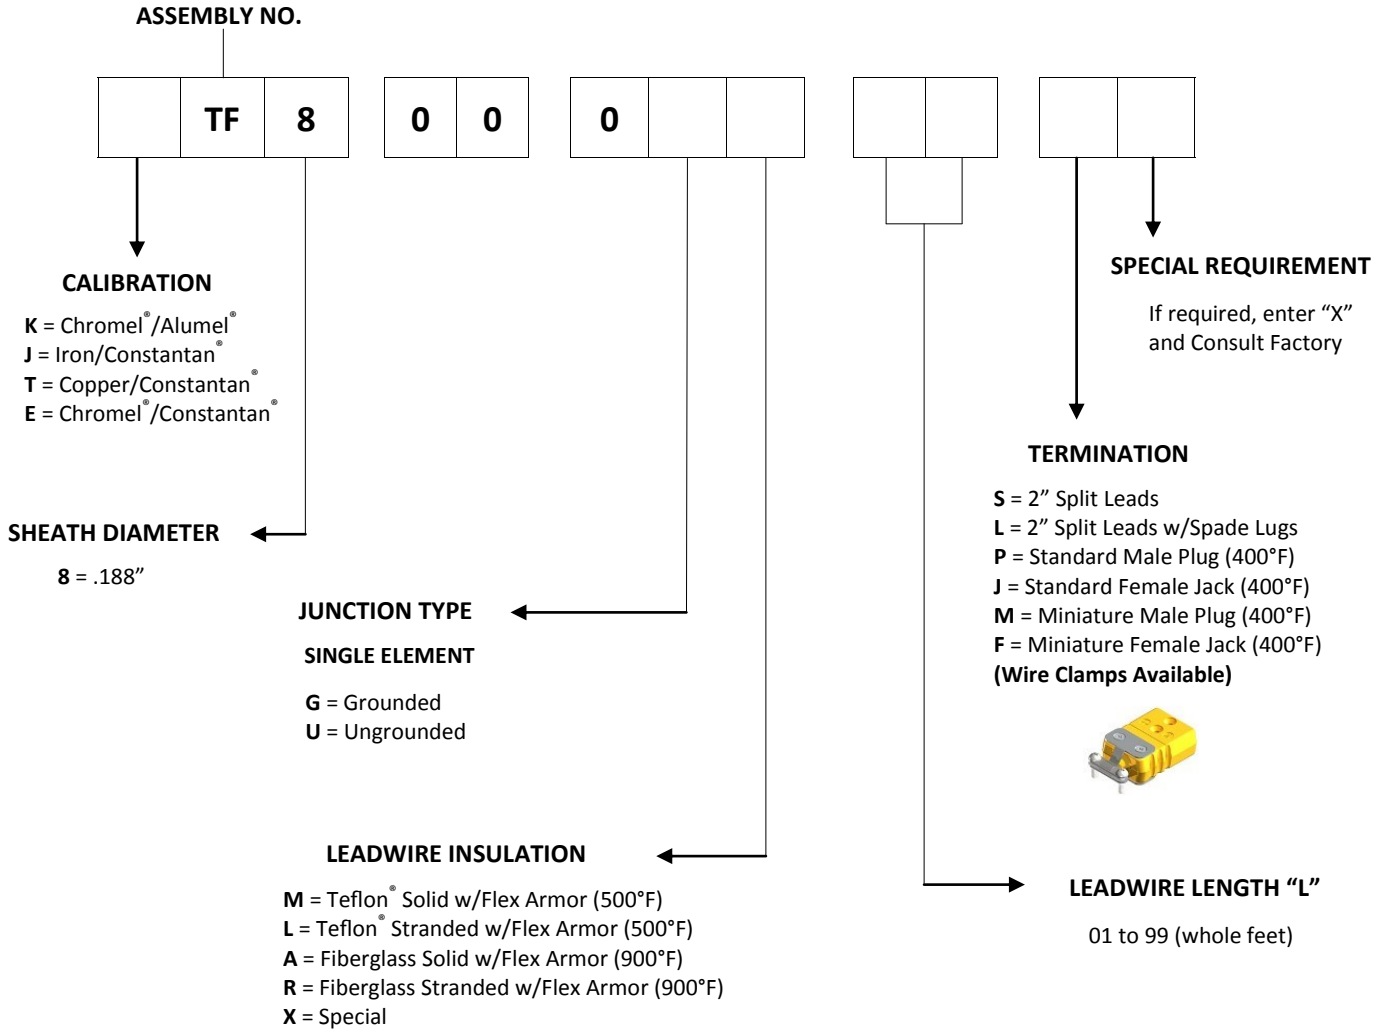 ASSEMBLY NO.
TF 8 0 0 0
CALIBRATION
K = Chromel®/Alumel®
J = Iron/Constantan®
T = Copper/Constantan®
E = Chromel®/Constantan®
SPECIAL REQUIREMENT
If required, enter “X”
and Consult Factory
TERMINATION
S = 2” Split Leads
L = 2” Split Leads w/Spade Lugs
P = Standard Male Plug (400°F)
J = Standard Female Jack (400°F)
M = Miniature Male Plug (400°F)
F = Miniature Female Jack (400°F)
(Wire Clamps Available)
SHEATH DIAMETER
8 = .188”
JUNCTION TYPE
SINGLE ELEMENT
G = Grounded
U = Ungrounded
LEADWIRE INSULATION
M = Teflon® Solid w/Flex Armor (500°F)
L = Teflon® Stranded w/Flex Armor (500°F)
A = Fiberglass Solid w/Flex Armor (900°F)
R = Fiberglass Stranded w/Flex Armor (900°F)
X = Special
LEADWIRE LENGTH “L”
01 to 99 (whole feet)